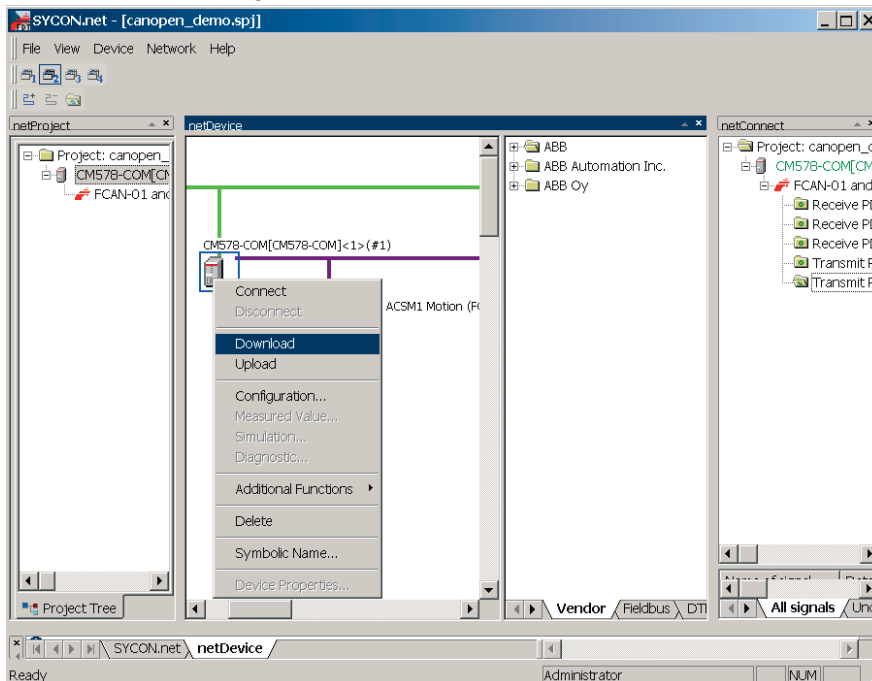 SYCON.net - [canopen_demo.spj]
File View Device Network Help
netProject
netDevice
netConnect
Project: canopen_
CM578-COM[CM
FCAN-01 and
CM578-COM[CM578-COM]<1>(#1)
ACSM1 Motion (F
Connect
Disconnect
Download
Upload
Configuration...
Measured Value...
Simulation...
Diagnostic...
Additional Functions
Delete
Symbolic Name...
Device Properties...
ABB
ABB Automation Inc.
ABB Oy
Project: canopen_
CM578-COM[CM
FCAN-01 and
Receive P
Receive P
Receive P
Transmit
Transmit
Project Tree
Vendor
Fieldbus
DT
All signals
SYCON.net
netDevice
Ready
Administrator
NUM